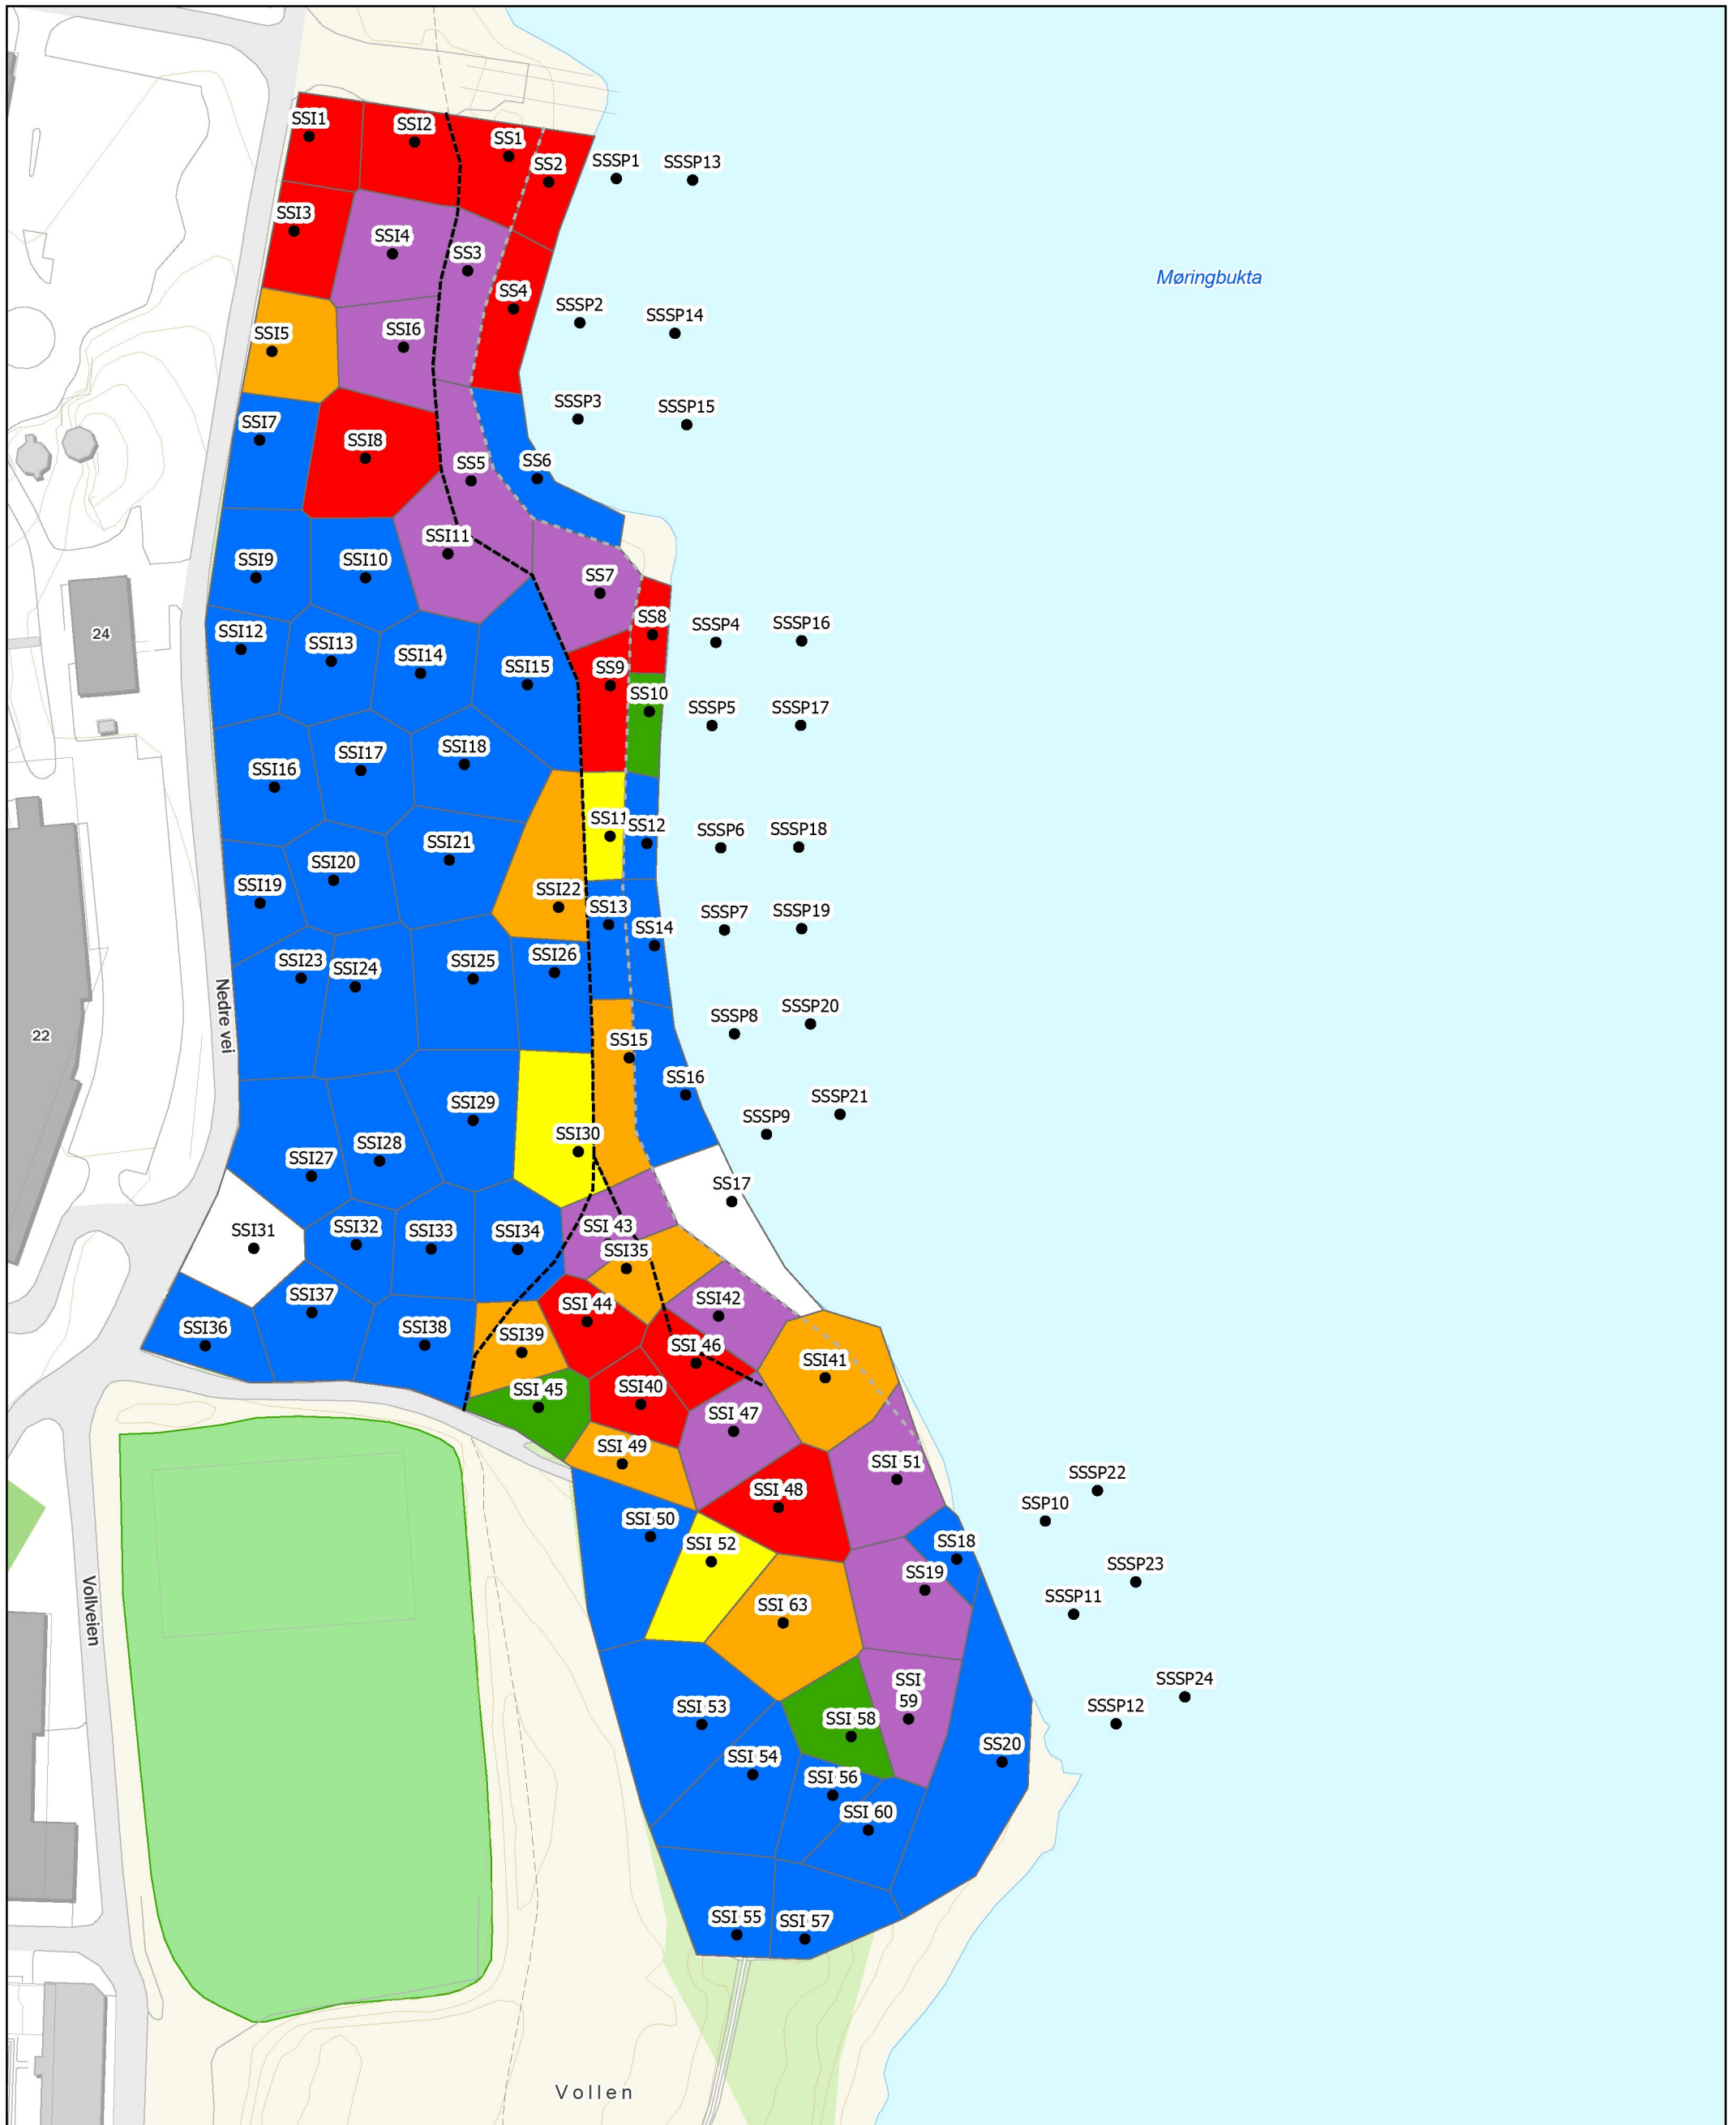 SSI1
SSI2
SS1
SS2
SSSP1
SSSP13
SSI3
SSI4
SS3
SS4
SSSP2
SSSP14
Møringbukta
SSI5
SSI6
SSSP3
SSSP15
SSI7
SSI8
SS5
SS6
SSI9
SSI10
SSI11
SS7
SS8
SSSP4
SSSP16
24
SSI12
SSI13
SSI14
SSI15
SS9
SS10
SSSP5
SSSP17
SSI16
SSI17
SSI18
SS11
SS12
SSSP6
SSSP18
SSI19
SSI20
SSI21
SSI22
SS13
SS14
SSSP7
SSSP19
SSI23
SSI24
SSI25
SSI26
Nedre vei
22
SS15
SSSP8
SSSP20
SS16
SSSP9
SSSP21
SSI27
SSI28
SSI29
SSI30
SS17
SSI31
SSI32
SSI33
SSI34
SSI 43
SSI35
SSI36
SSI37
SSI38
SSI39
SSI 44
SSI42
SSI 46
SSI41
SSI 45
SSI40
SSI 47
SSI 49
SSI 51
SSI 48
SSSP22
SSP10
SSI 50
SSI 52
SS18
SS19
SSSP23
SSSP11
Vollveien
SSI 63
SSI
59
SSI 53
SSI 58
SSSP24
SSSP12
SSI 54
SSI 56
SS20
SSI 60
SSI 55
SSI 57
Vollen